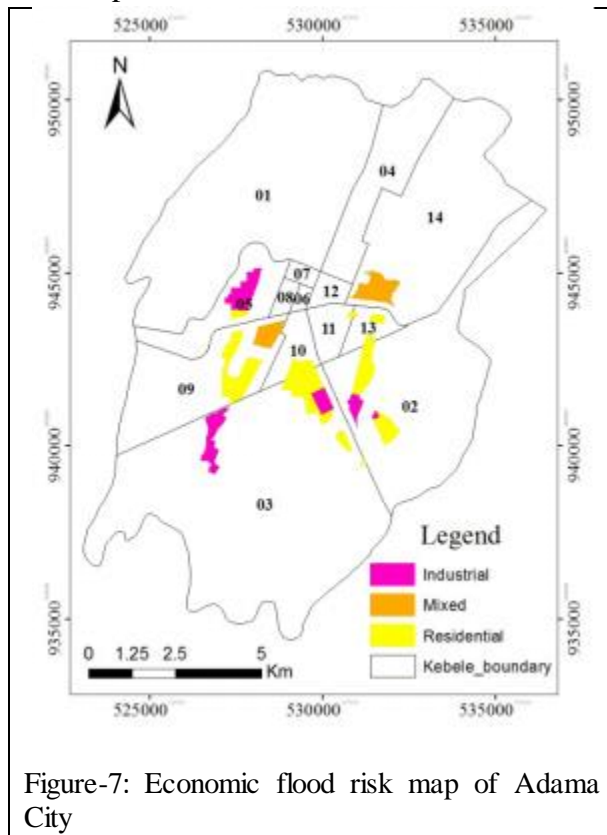 525000 530000 535000
N
950000 950000
04
01
14
945000 945000
07
05 08 06 12
11 13
10
09 02
940000 940000
03
Legend
Industrial
Mixed
Residential
Kebele_boundary
935000 935000
0 1.25 2.5 5
Km
525000 530000 535000
Figure-7: Economic flood risk map of Adama
City